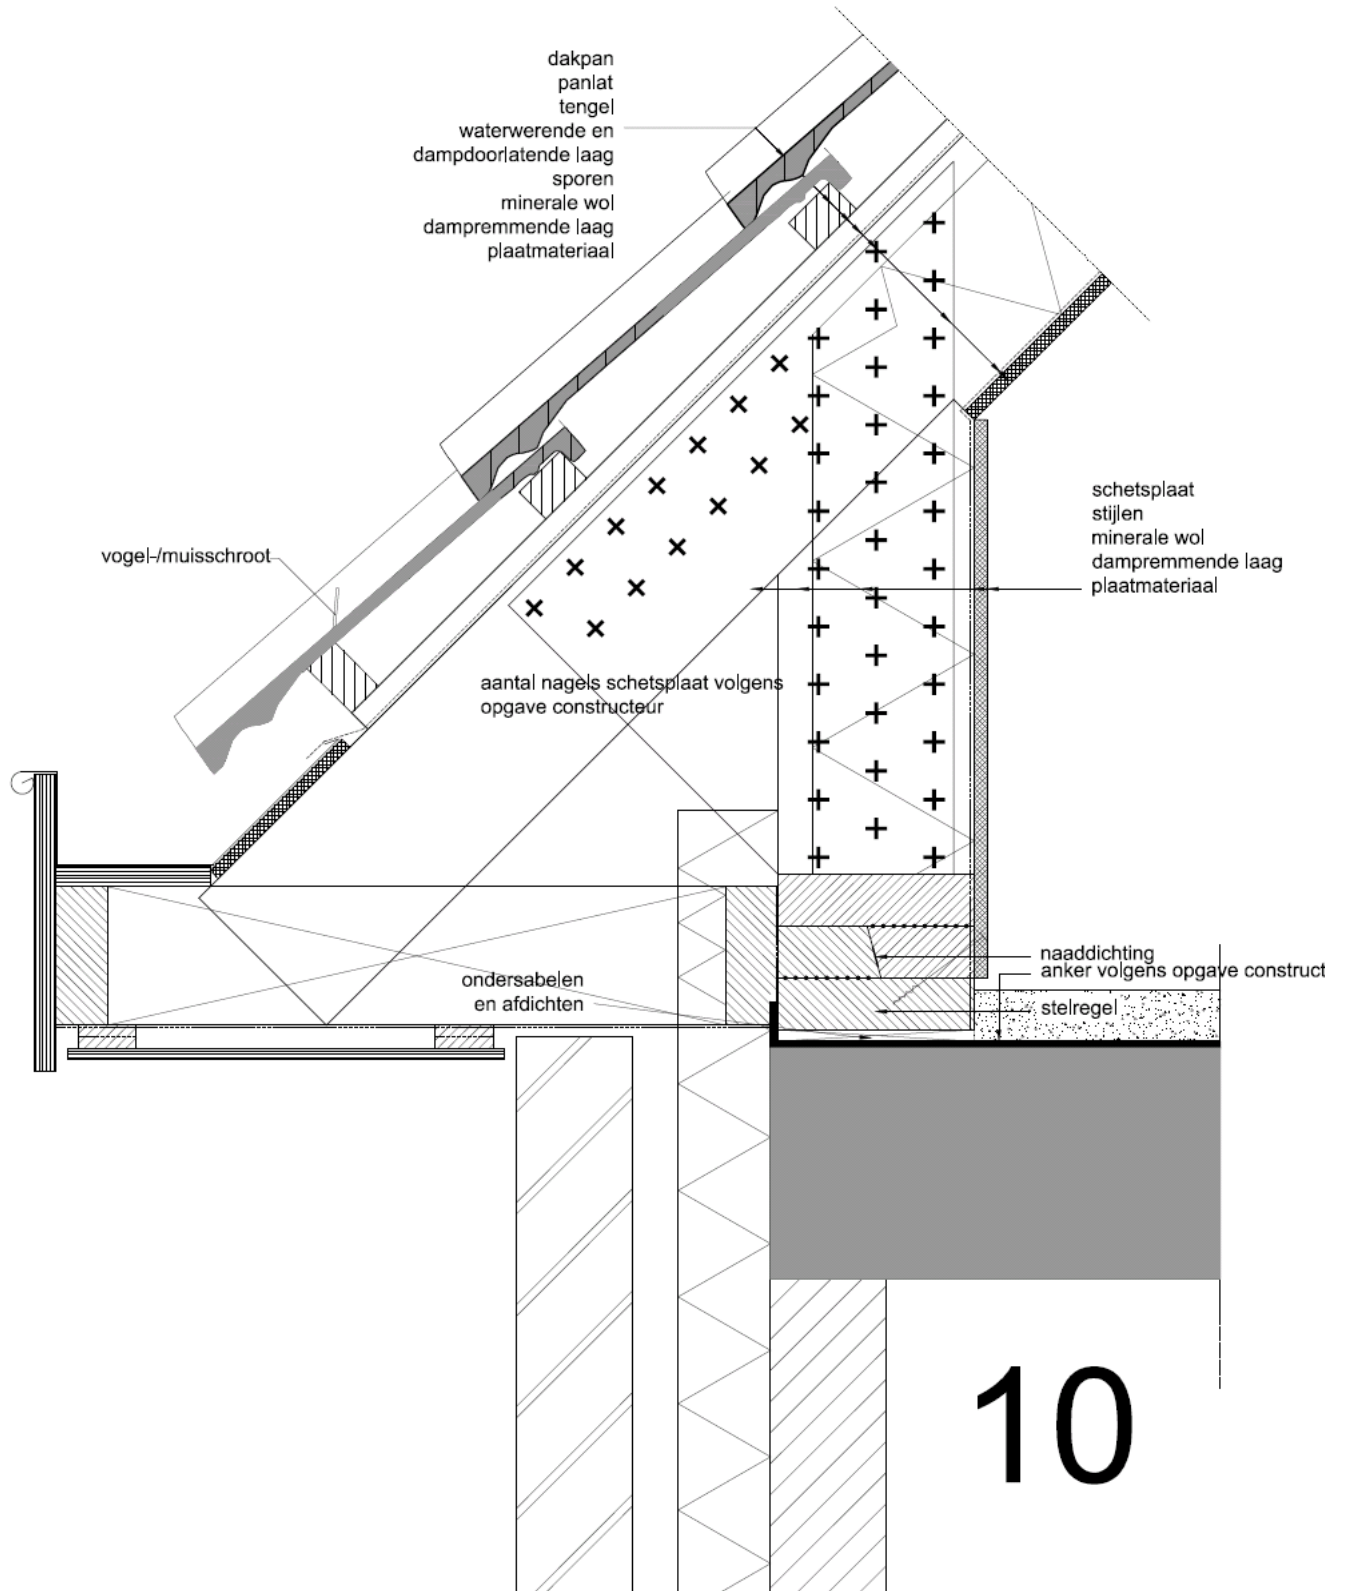 dakpan
panlat
tengel
waterwerende en
dampdoorlatende laag
sporen
minerale wol
dampremmende laag
plaatmateriaal
schetsplaat
stijlen
minerale wol
dampremmende laag
plaatmateriaal
vogel-/muisschroot
aantal nagels schetsplaat volgens
opgave constructeur
ondersabelen
en afdichten
naaddichting
anker volgens opgave construct
stelregel
10